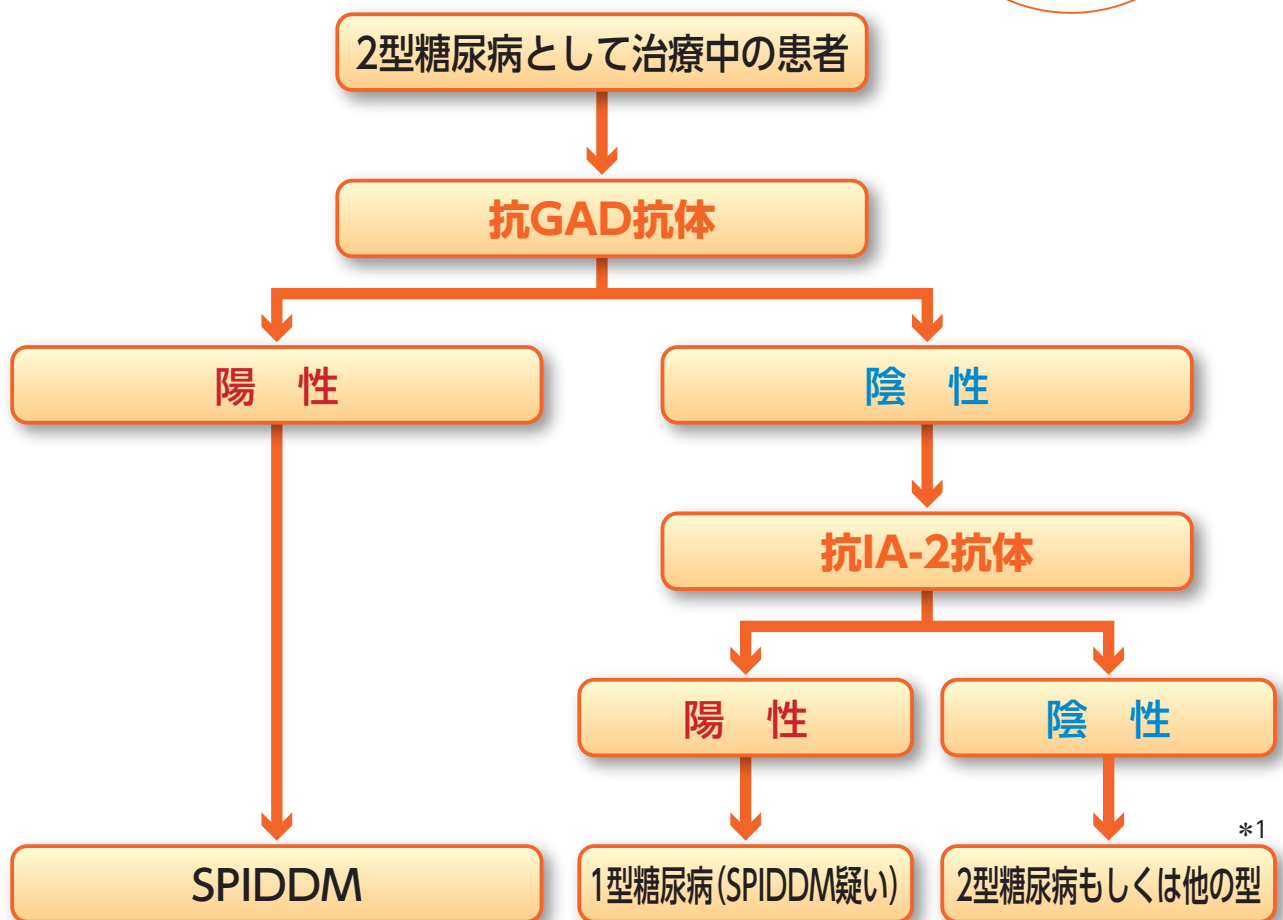 2型糖尿病として治療中の患者
抗GAD抗体
陽　性
陰　性
抗IA-2抗体
陽　性
陰　性
*1
SPIDDM
1型糖尿病(SPIDDM疑い)
2型糖尿病もしくは他の型